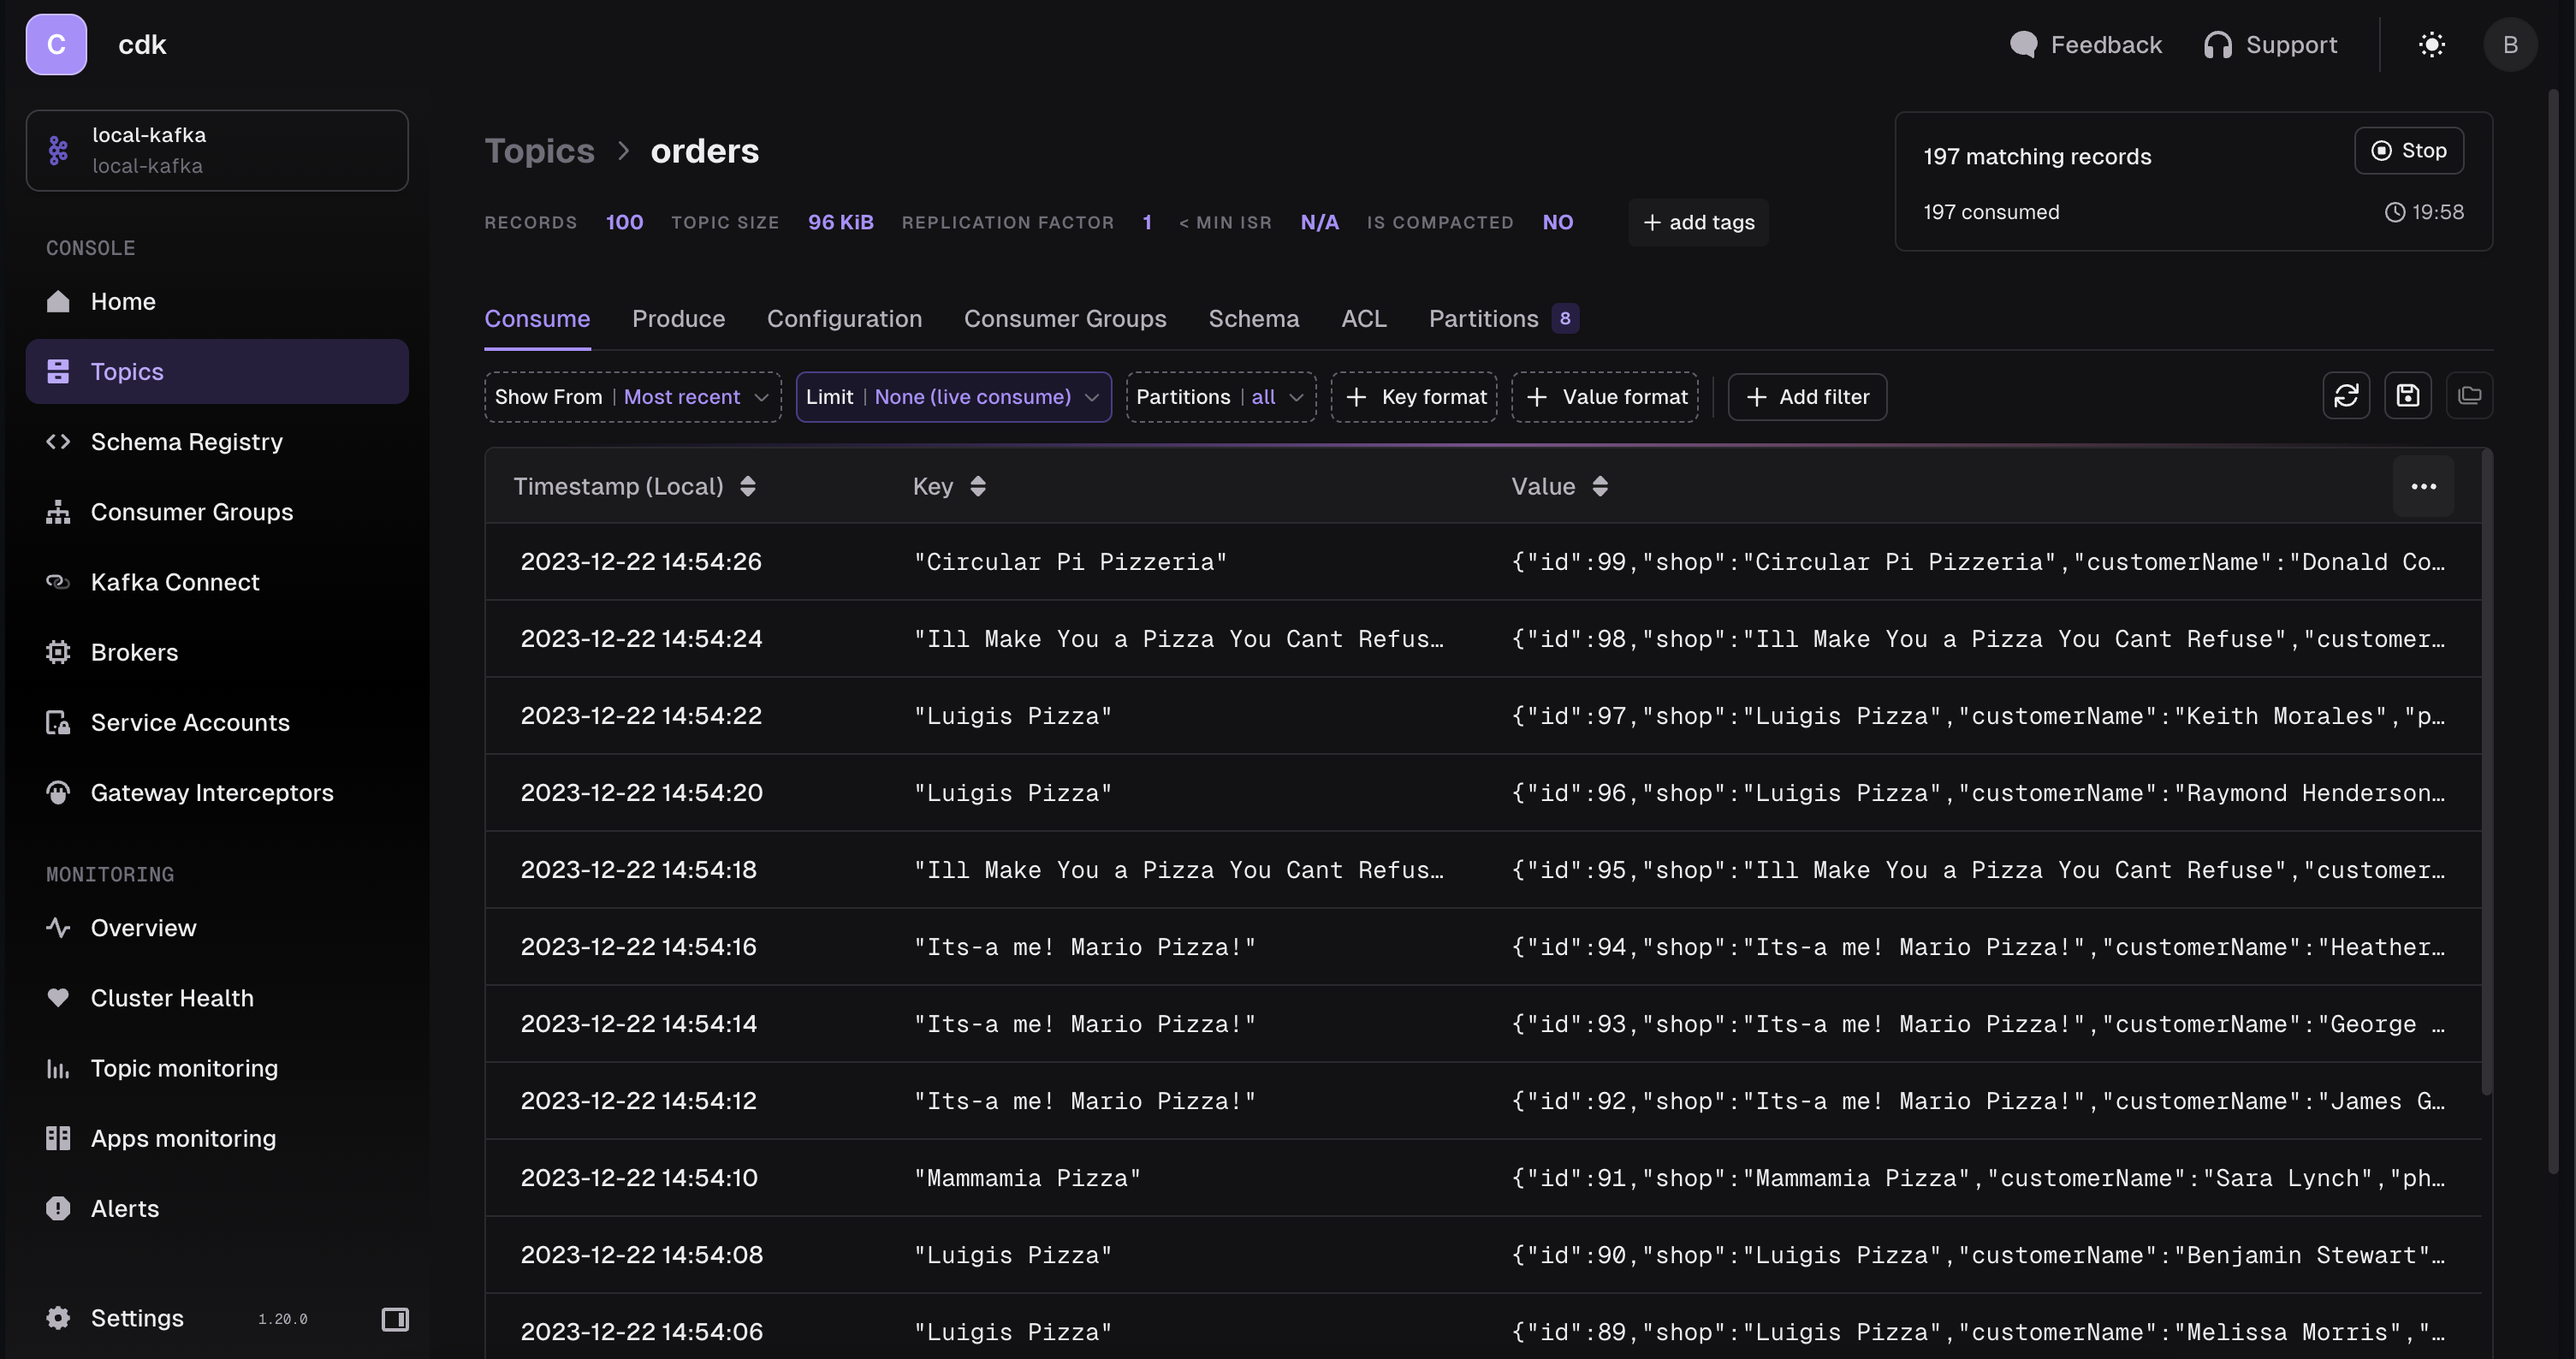 C cdk Feedback Support B
local-kafka
local-kafka
CONSOLE
Home
Topics
Schema Registry
Consumer Groups
Kafka Connect
Brokers
Service Accounts
Gateway Interceptors
MONITORING
Overview
Cluster Health
Topic monitoring
Apps monitoring
Alerts
Settings 1.20.0
Topics > orders
RECORDS 100 TOPIC SIZE 96 KiB REPLICATION FACTOR 1 < MIN ISR N/A IS COMPACTED NO + add tags
197 matching records Stop
197 consumed 19:58
Consume Produce Configuration Consumer Groups Schema ACL Partitions 8
Show From | Most recent Limit | None (live consume) Partitions | all + Key format + Value format + Add filter
Timestamp (Local) Key Value ...
2023-12-22 14:54:26 "Circular Pi Pizzeria" {"id":99,"shop":"Circular Pi Pizzeria","customerName":"Donald Co…
2023-12-22 14:54:24 "Ill Make You a Pizza You Cant Refus… {"id":98,"shop":"Ill Make You a Pizza You Cant Refuse","customer…
2023-12-22 14:54:22 "Luigis Pizza" {"id":97,"shop":"Luigis Pizza","customerName":"Keith Morales","p…
2023-12-22 14:54:20 "Luigis Pizza" {"id":96,"shop":"Luigis Pizza","customerName":"Raymond Henderson…
2023-12-22 14:54:18 "Ill Make You a Pizza You Cant Refus… {"id":95,"shop":"Ill Make You a Pizza You Cant Refuse","customer…
2023-12-22 14:54:16 "Its-a me! Mario Pizza!" {"id":94,"shop":"Its-a me! Mario Pizza!","customerName":"Heather…
2023-12-22 14:54:14 "Its-a me! Mario Pizza!" {"id":93,"shop":"Its-a me! Mario Pizza!","customerName":"George …
2023-12-22 14:54:12 "Its-a me! Mario Pizza!" {"id":92,"shop":"Its-a me! Mario Pizza!","customerName":"James G…
2023-12-22 14:54:10 "Mammamia Pizza" {"id":91,"shop":"Mammamia Pizza","customerName":"Sara Lynch","ph…
2023-12-22 14:54:08 "Luigis Pizza" {"id":90,"shop":"Luigis Pizza","customerName":"Benjamin Stewart"…
2023-12-22 14:54:06 "Luigis Pizza" {"id":89,"shop":"Luigis Pizza","customerName":"Melissa Morris","…